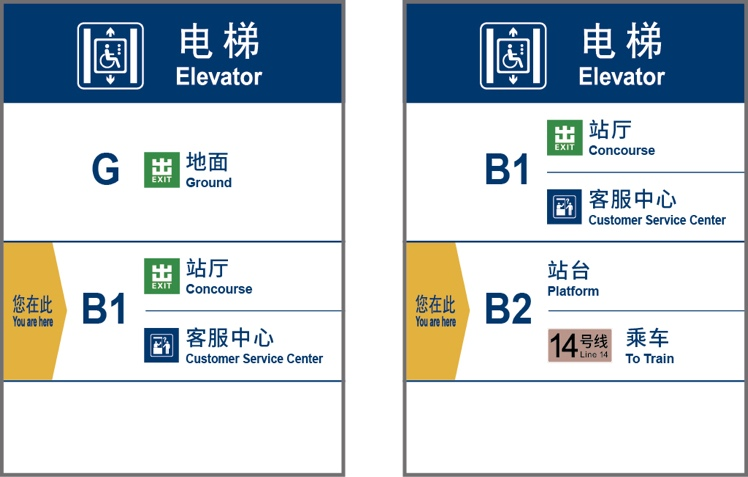 电梯
Elevator
G
出
EXIT
地面
Ground
您在此
You are here
B1
出
EXIT
站厅
Concourse
客服中心
Customer Service Center
电梯
Elevator
B1
出
EXIT
站厅
Concourse
客服中心
Customer Service Center
您在此
You are here
B2
站台
Platform
14号线
Line 14
乘车
To Train